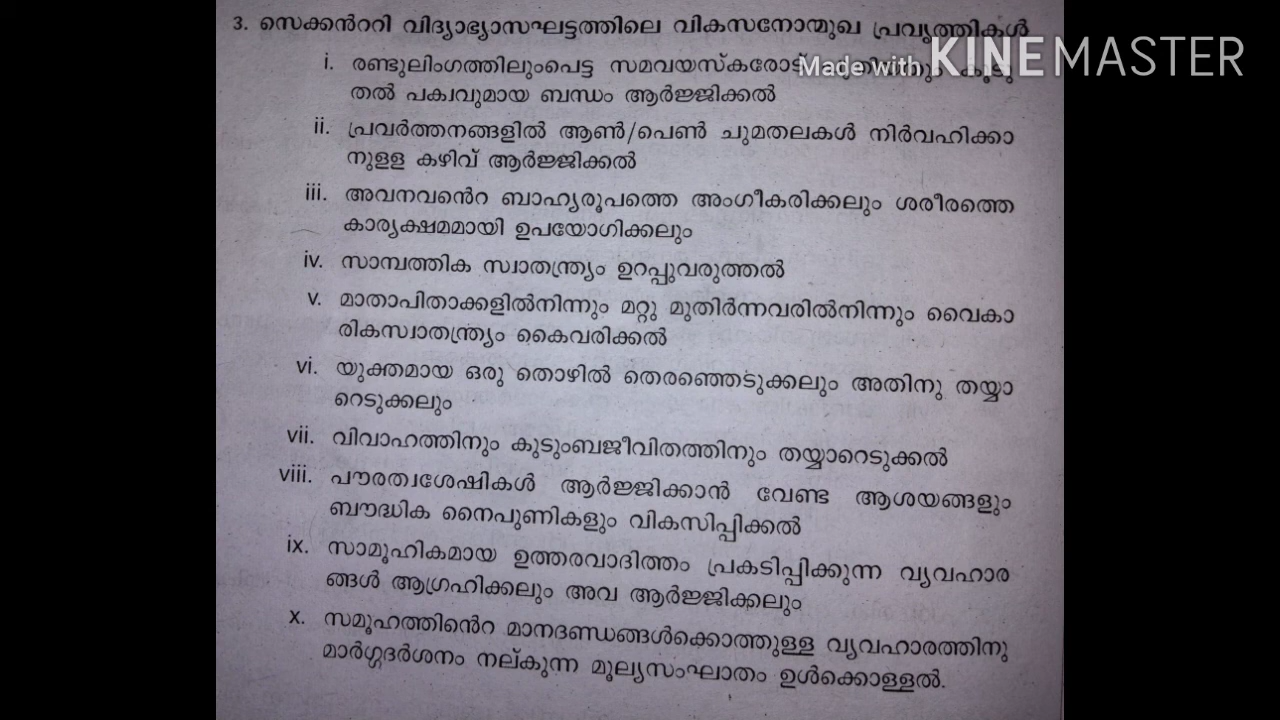 3. സെക്കൻററി വിദ്യാഭ്യാസഘട്ടത്തിലെ വികസനോന്മുഖ പ്രവൃത്തികൾ
Made with KINEMASTER
i. രണ്ടുലിംഗത്തിലുംപെട്ട സമവയസ്കരോട്
തൽ പക്വവുമായ ബന്ധം ആർജ്ജിക്കൽ
ii. പ്രവർത്തനങ്ങളിൽ ആൺ/പെൺ ചുമതലകൾ നിർവഹിക്കാ
നുളള കഴിവ് ആർജ്ജിക്കൽ
iii. അവനവൻെറ ബാഹ്യരൂപത്തെ അംഗീകരിക്കലും ശരീരത്തെ
കാര്യക്ഷമമായി ഉപയോഗിക്കലും
iv. സാമ്പത്തിക സ്വാതന്ത്ര്യം ഉറപ്പുവരുത്തൽ
v. മാതാപിതാക്കളിൽനിന്നും മറ്റു മുതിർന്നവരിൽനിന്നും വൈകാ
രികസ്വാതന്ത്ര്യം കൈവരിക്കൽ
vi. യുക്തമായ ഒരു തൊഴിൽ തെരഞ്ഞെടുക്കലും അതിനു തയ്യാ
റെടുക്കലും
vii. വിവാഹത്തിനും കുടുംബജീവിതത്തിനും തയ്യാറെടുക്കൽ
viii. പൗരത്വശേഷികൾ ആർജ്ജിക്കാൻ വേണ്ട ആശയങ്ങളും
ബൗദ്ധിക നൈപുണികളും വികസിപ്പിക്കൽ
ix. സാമൂഹികമായ ഉത്തരവാദിത്തം പ്രകടിപ്പിക്കുന്ന വ്യവഹാര
ങ്ങൾ ആഗ്രഹിക്കലും അവ ആർജ്ജിക്കലും
x. സമൂഹത്തിൻെറ മാനദണ്ഡങ്ങൾക്കൊത്തുള്ള വ്യവഹാരത്തിനു
മാർഗ്ഗദർശനം നല്കുന്ന മൂല്യസംഘാതം ഉൾക്കൊള്ളൽ.